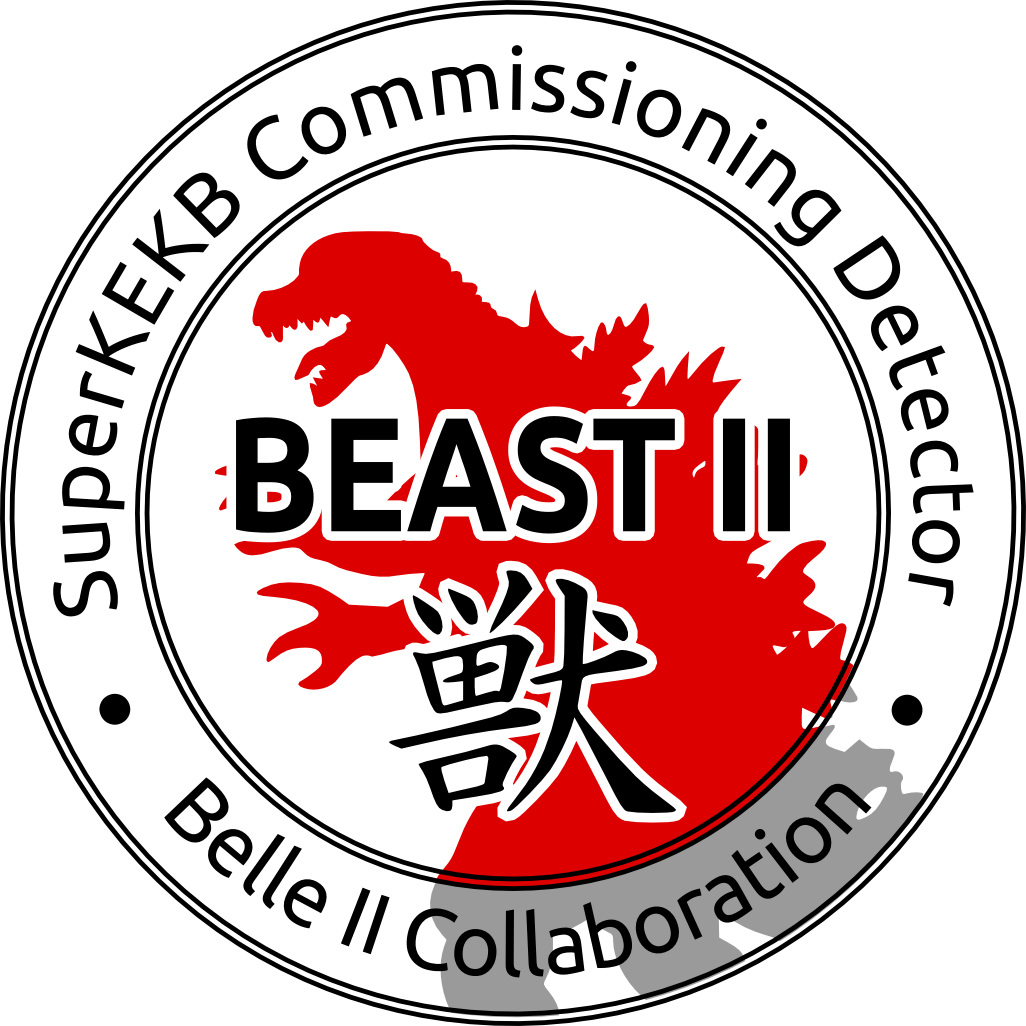 SuperKEKB Commissioning Detector
BEAST II
獣
Belle II Collaboration